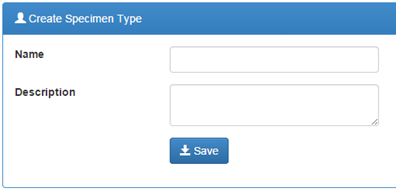 Create Specimen Type
Name
Description
Save